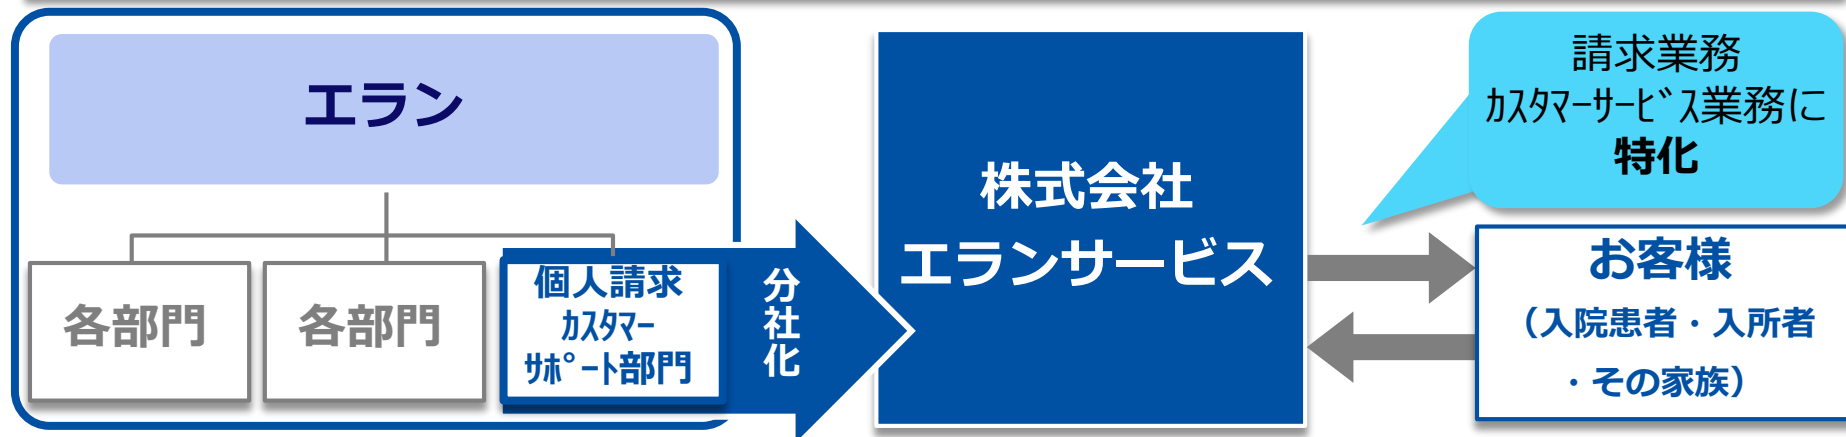 エラン
各部門
各部門
個人請求
ｶｽﾀﾏｰ
ｻﾎﾟｰﾄ部門
分社化
株式会社
エランサービス
請求業務
ｶｽﾀﾏｰｻｰﾋﾞｽ業務に
特化
お客様
（入院患者・入所者
・その家族）